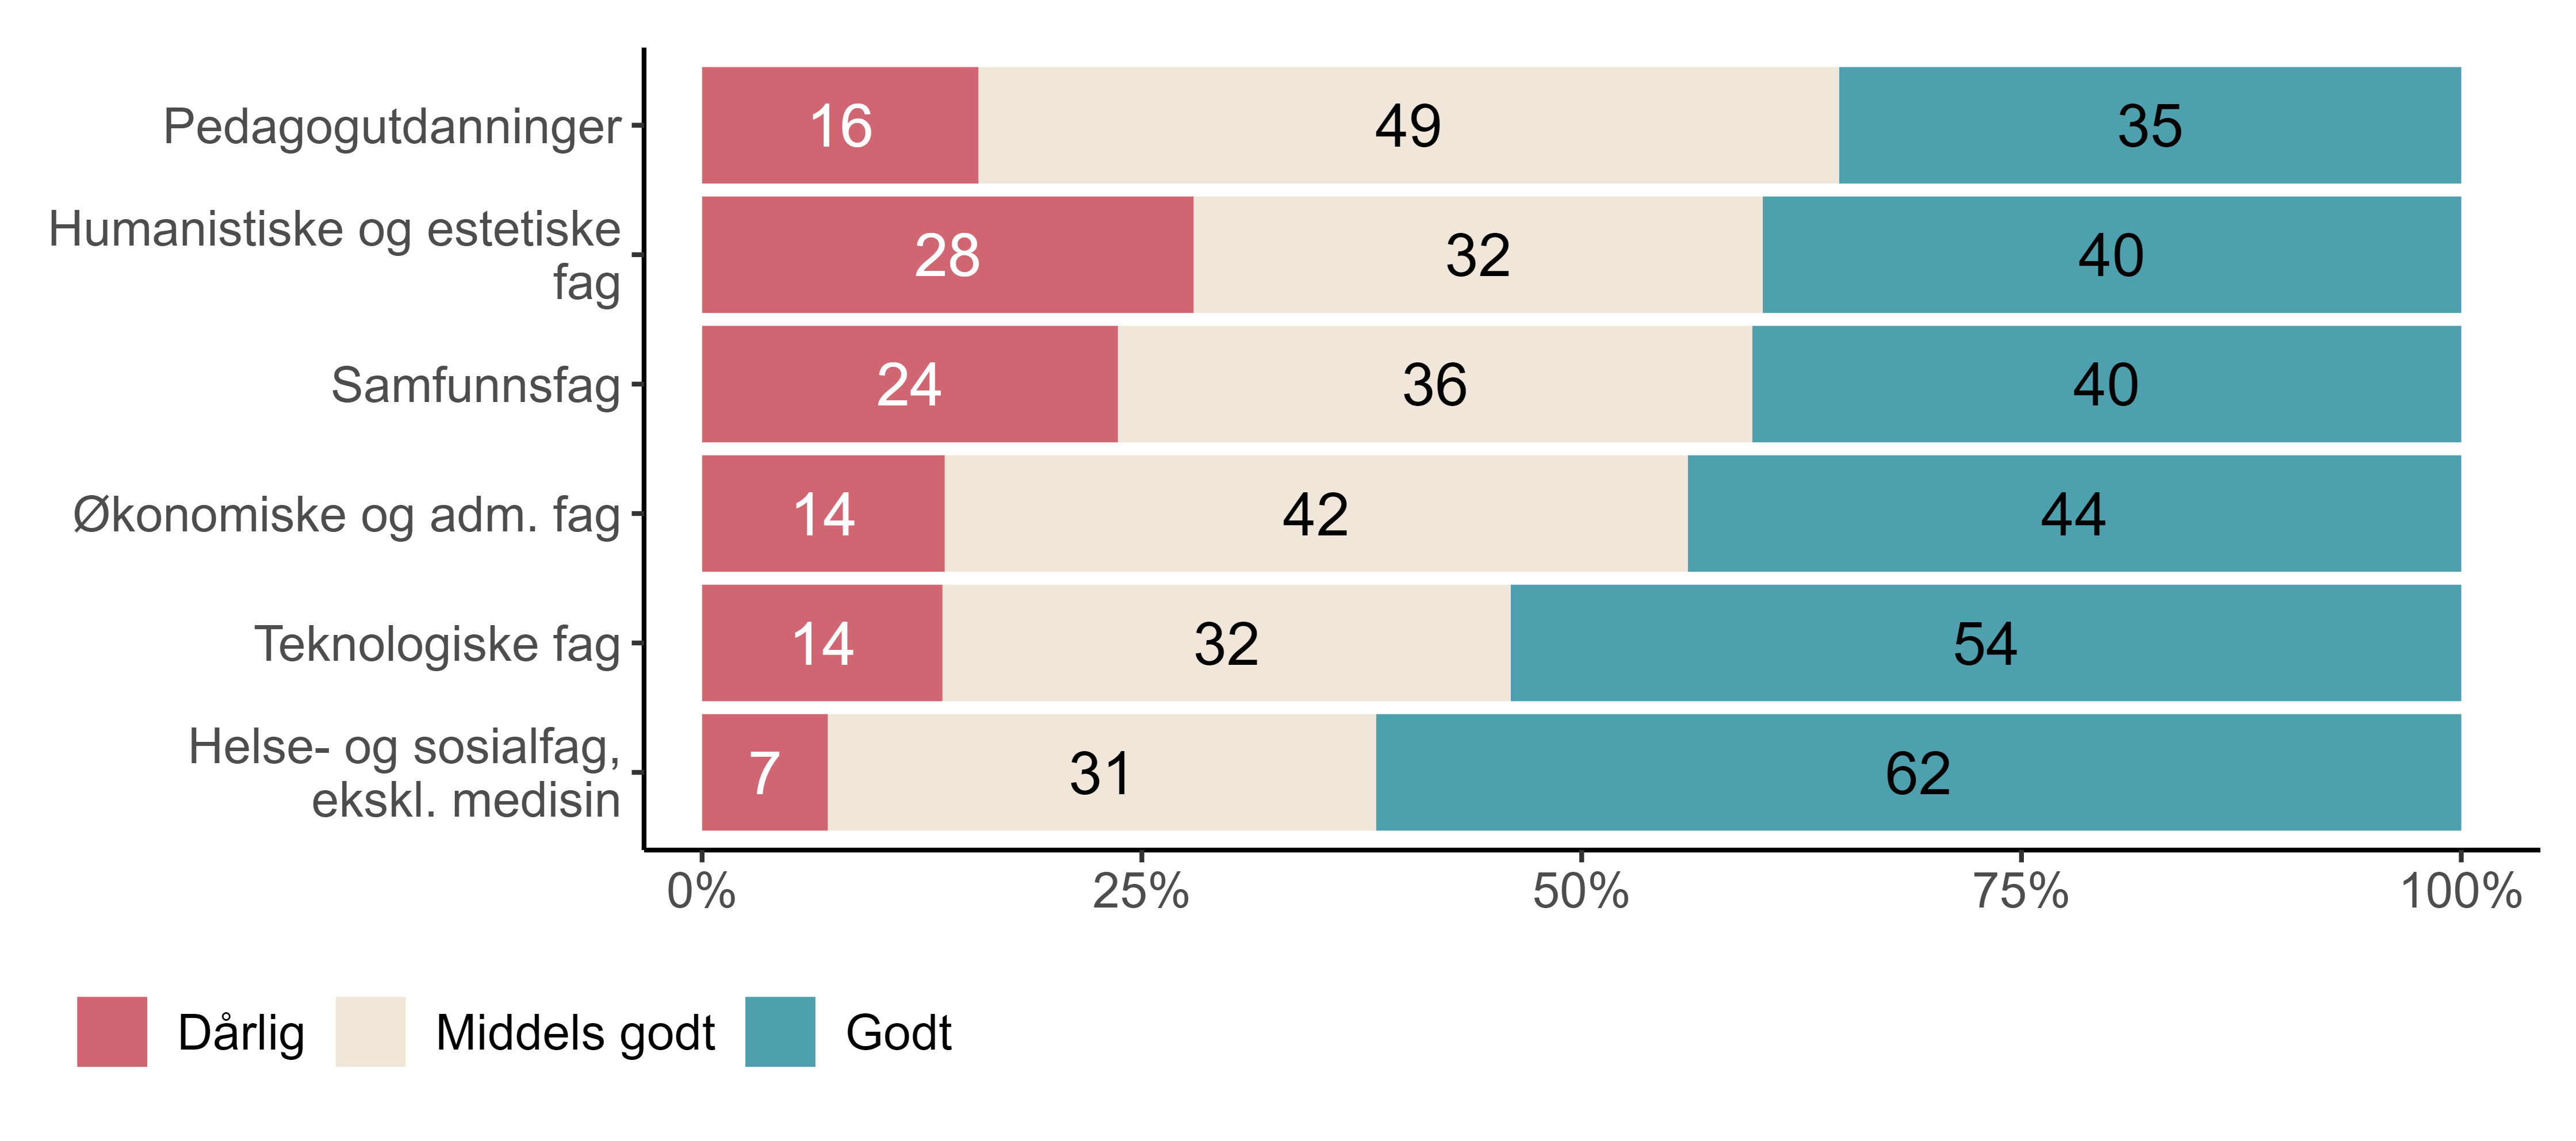 Pedagogutdanninger
16 49 35
Humanistiske og estetiske
fag
28 32 40
Samfunnsfag
24 36 40
Økonomiske og adm. fag
14 42 44
Teknologiske fag
14 32 54
Helse- og sosialfag,
ekskl. medisin
7 31 62
0% 25% 50% 75% 100%
Dårlig Middels godt Godt